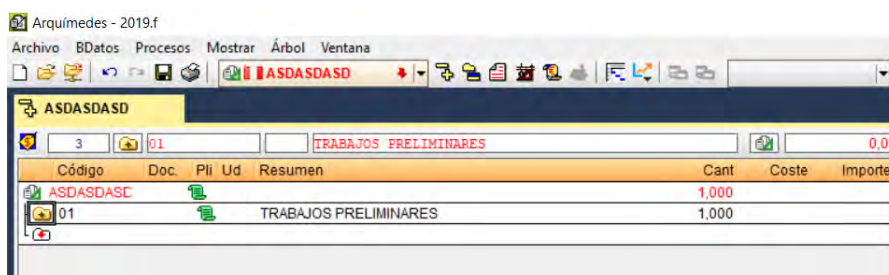 Arquímedes - 2019.f
Archivo BDatos Procesos Mostrar Árbol Ventana
ASDASDASD
ASDASDASD
3 01 TRABAJOS PRELIMINARES 0,0
Código Doc. Pli Ud Resumen Cant Coste Importe
ASDASDASD 1,000
01 TRABAJOS PRELIMINARES 1,000